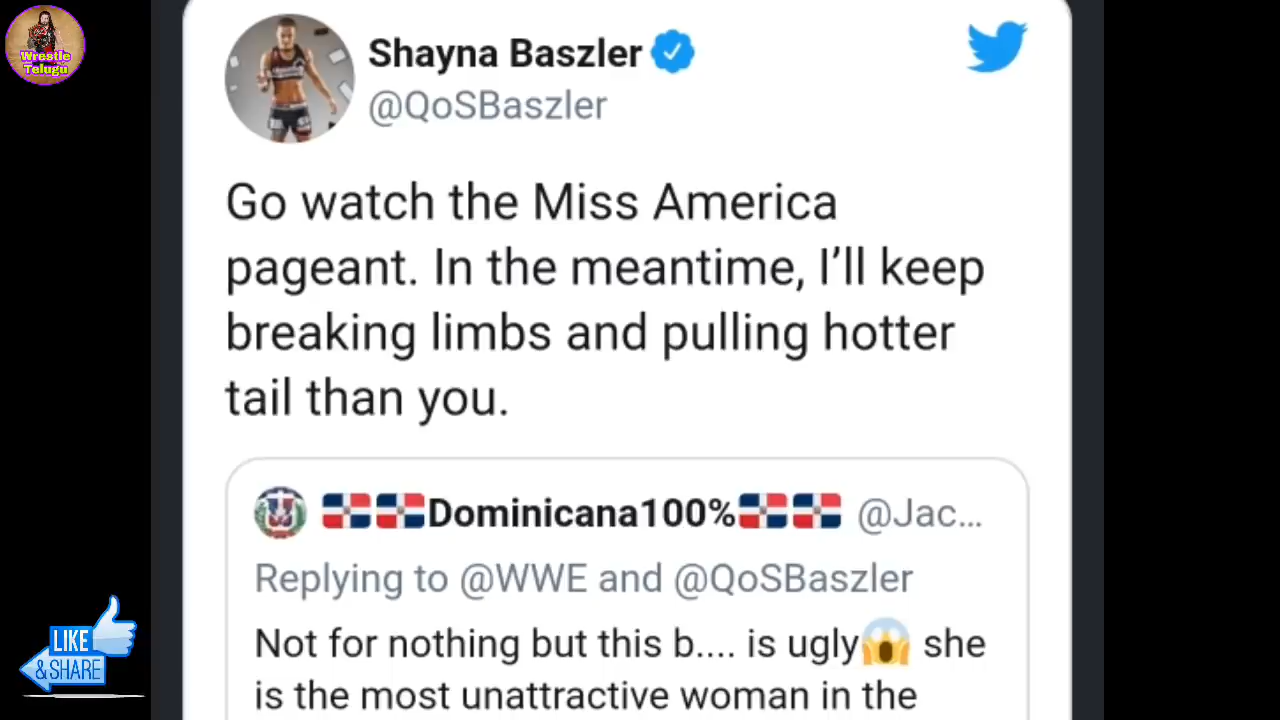 Wrestle
Telugu
Shayna Baszler
@QoSBaszler
Go watch the Miss America
pageant. In the meantime, I’ll keep
breaking limbs and pulling hotter
tail than you.
🇩🇴🇩🇴Dominicana100%🇩🇴🇩🇴 @Jac...
Replying to @WWE and @QoSBaszler
Not for nothing but this b.... is ugly😱 she
is the most unattractive woman in the
LIKE
& SHARE